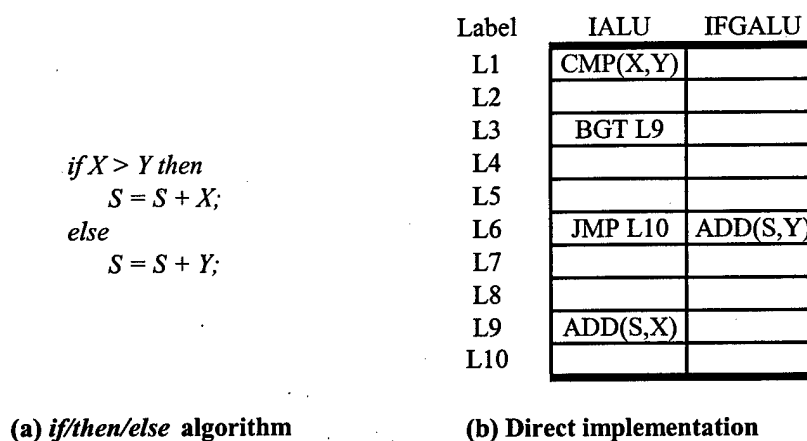 Label IALU IFGALU
L1 CMP(X,Y)
L2
L3 BGT L9
L4
L5
L6 JMP L10 ADD(S,Y)
L7
L8
L9 ADD(S,X)
L10
if X > Y then
S = S + X;
else
S = S + Y;
(a) if/then/else algorithm
(b) Direct implementation